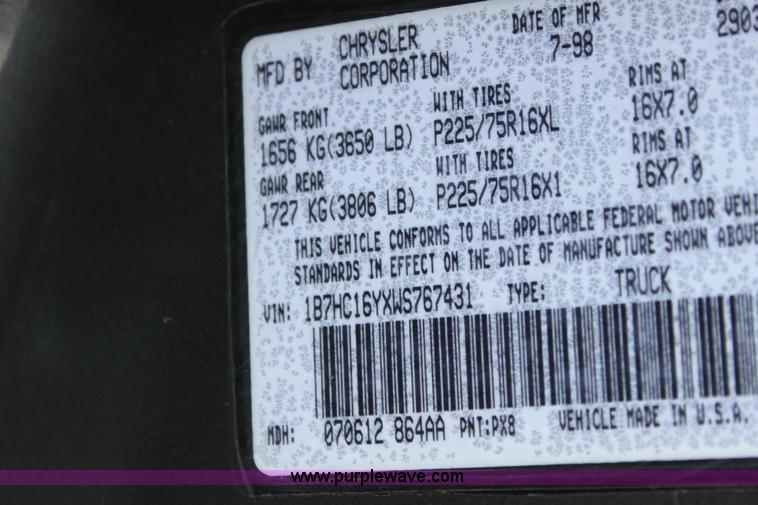 MFD BY CHRYSLER CORPORATION DATE OF MFR 7-98 2903
GAWR FRONT WITH TIRES RIMS AT
1656 KG(3650 LB) P225/75R16XL 16X7.0
GAWR REAR WITH TIRES RIMS AT
1727 KG(3806 LB) P225/75R16X1 16X7.0
THIS VEHICLE CONFORMS TO ALL APPLICABLE FEDERAL MOTOR VEHI
STANDARDS IN EFFECT ON THE DATE OF MANUFACTURE SHOWN ABOVE
VIN: 1B7HC16YXWS767431 TYPE: TRUCK
MDH: 070612 864AA PNT:PX8 VEHICLE MADE IN U.S.A.
www.purplewave.com